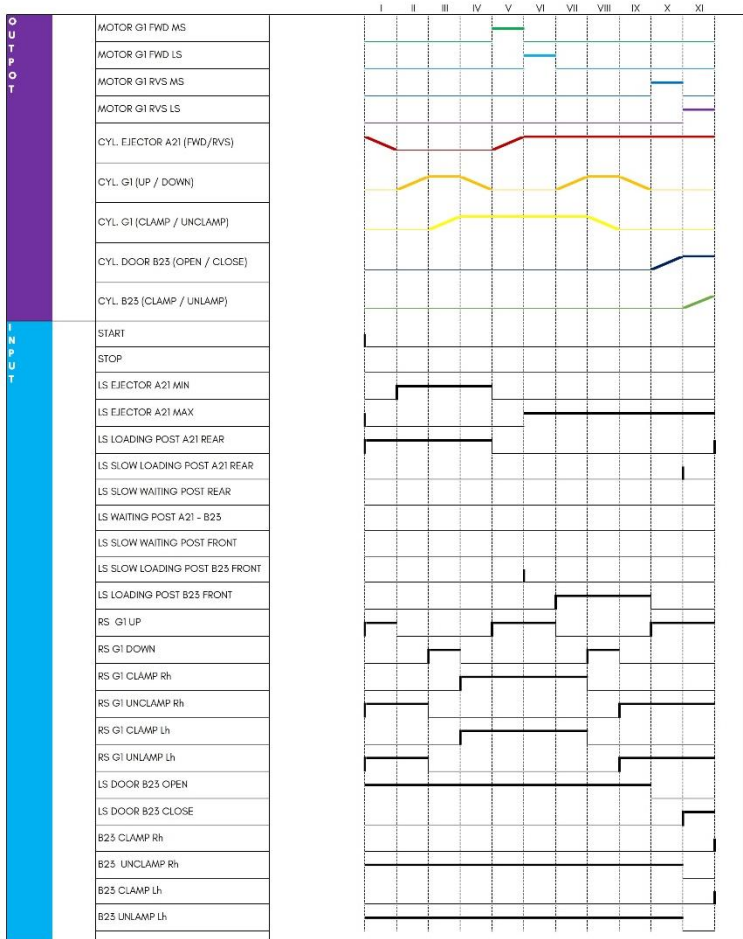 I II III IV V VI VII VIII IX X XI
OUTPOT
MOTOR G1 FWD MS
MOTOR G1 FWD LS
MOTOR G1 RVS MS
MOTOR G1 RVS LS
CYL. EJECTOR A21 (FWD/RVS)
CYL. G1 (UP / DOWN)
CYL. G1 (CLAMP / UNCLAMP)
CYL. DOOR B23 (OPEN / CLOSE)
CYL. B23 (CLAMP / UNLAMP)
INPUT
START
STOP
LS EJECTOR A21 MIN
LS EJECTOR A21 MAX
LS LOADING POST A21 REAR
LS SLOW LOADING POST A21 REAR
LS SLOW WAITING POST REAR
LS WAITING POST A21 - B23
LS SLOW WAITING POST FRONT
LS SLOW LOADING POST B23 FRONT
LS LOADING POST B23 FRONT
RS G1 UP
RS G1 DOWN
RS G1 CLAMP Rh
RS G1 UNCLAMP Rh
RS G1 CLAMP Lh
RS G1 UNLAMP Lh
LS DOOR B23 OPEN
LS DOOR B23 CLOSE
B23 CLAMP Rh
B23 UNCLAMP Rh
B23 CLAMP Lh
B23 UNLAMP Lh